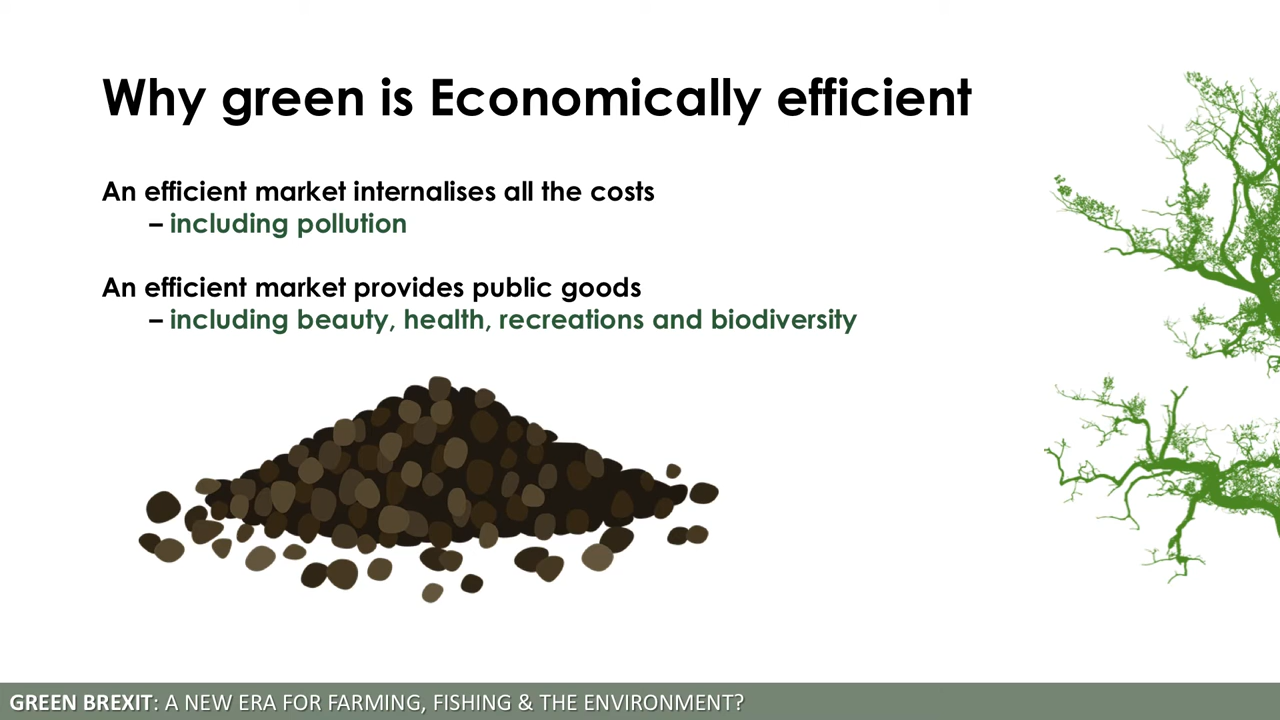 Why green is Economically efficient
An efficient market internalises all the costs
– including pollution
An efficient market provides public goods
– including beauty, health, recreations and biodiversity
GREEN BREXIT: A NEW ERA FOR FARMING, FISHING & THE ENVIRONMENT?